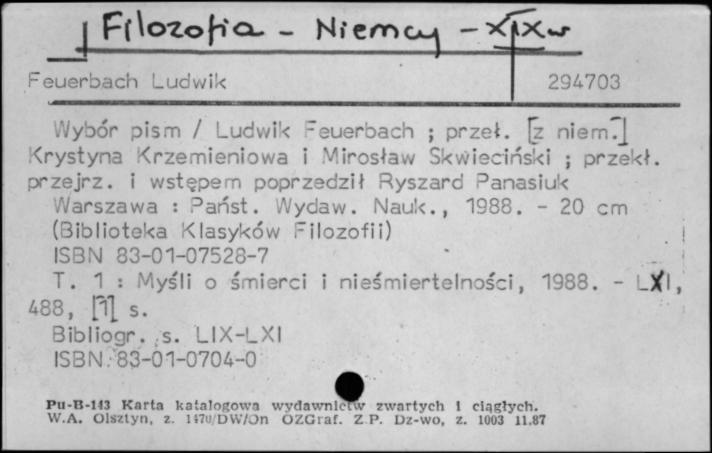 Filozofia - Niemcy - XIX w
Feuerbach Ludwik 294703
Wybór pism / Ludwik Feuerbach ; przeł. [z niem.]
Krystyna Krzemieniowa i Mirosław Skwieciński ; przekł.
przejrz. i wstępem poprzedził Ryszard Panasiuk
Warszawa : Państ. Wydaw. Nauk., 1988. - 20 cm
(Biblioteka Klasyków Filozofii)
ISBN 83-01-07528-7
T. 1 : Myśli o śmierci i nieśmiertelności, 1988. - LXI,
488, [1] s.
Bibliogr. s. LIX-LXI
ISBN 83-01-0704-0
Pu-B-143 Karta katalogowa wydawnictw zwartych i ciągłych.
W.A. Olsztyn, z. 1470/DW/On OZGraf. Z.P. Dz-wo, z. 1003 11.87